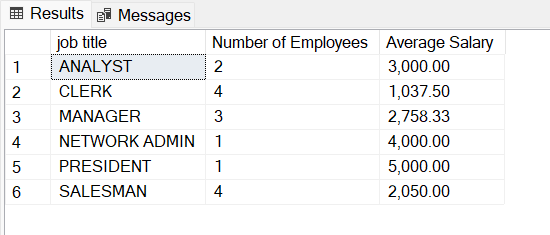 Results Messages
job title Number of Employees Average Salary
1 ANALYST 2 3,000.00
2 CLERK 4 1,037.50
3 MANAGER 3 2,758.33
4 NETWORK ADMIN 1 4,000.00
5 PRESIDENT 1 5,000.00
6 SALESMAN 4 2,050.00